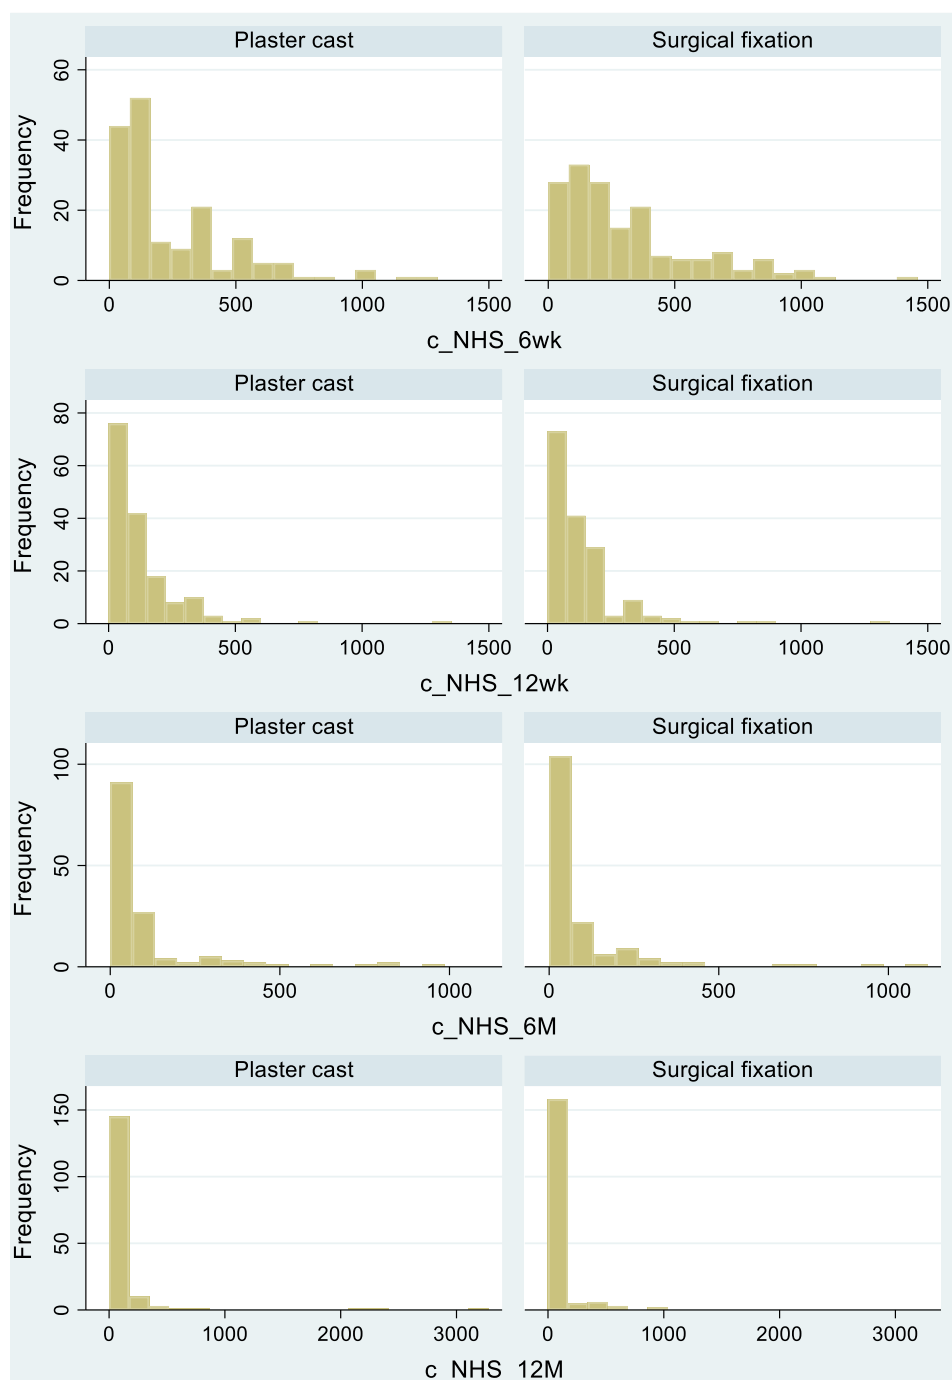 Plaster cast Surgical fixation
Frequency
60
40
20
0
0 500 1000 1500 0 500 1000 1500
c_NHS_6wk
Plaster cast Surgical fixation
Frequency
80
60
40
20
0
0 500 1000 1500 0 500 1000 1500
c_NHS_12wk
Plaster cast Surgical fixation
Frequency
100
50
0
0 500 1000 0 500 1000
c_NHS_6M
Plaster cast Surgical fixation
Frequency
150
100
50
0
0 1000 2000 3000 0 1000 2000 3000
c_NHS_12M